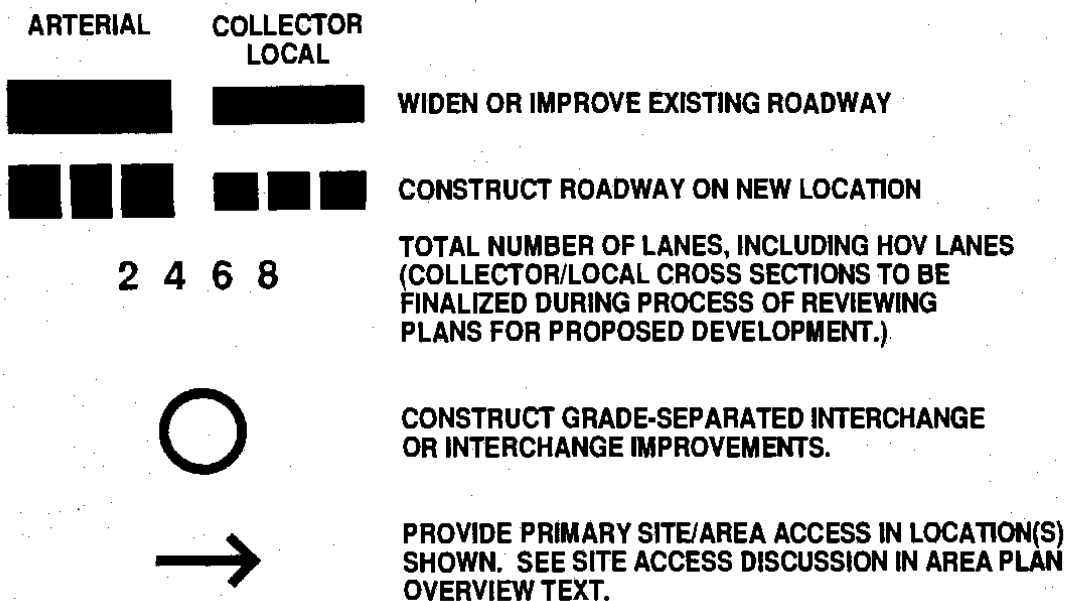 ARTERIAL
COLLECTOR
LOCAL
WIDEN OR IMPROVE EXISTING ROADWAY
CONSTRUCT ROADWAY ON NEW LOCATION
2 4 6 8
TOTAL NUMBER OF LANES, INCLUDING HOV LANES
(COLLECTOR/LOCAL CROSS SECTIONS TO BE
FINALIZED DURING PROCESS OF REVIEWING
PLANS FOR PROPOSED DEVELOPMENT.)
CONSTRUCT GRADE-SEPARATED INTERCHANGE
OR INTERCHANGE IMPROVEMENTS.
PROVIDE PRIMARY SITE/AREA ACCESS IN LOCATION(S)
SHOWN. SEE SITE ACCESS DISCUSSION IN AREA PLAN
OVERVIEW TEXT.